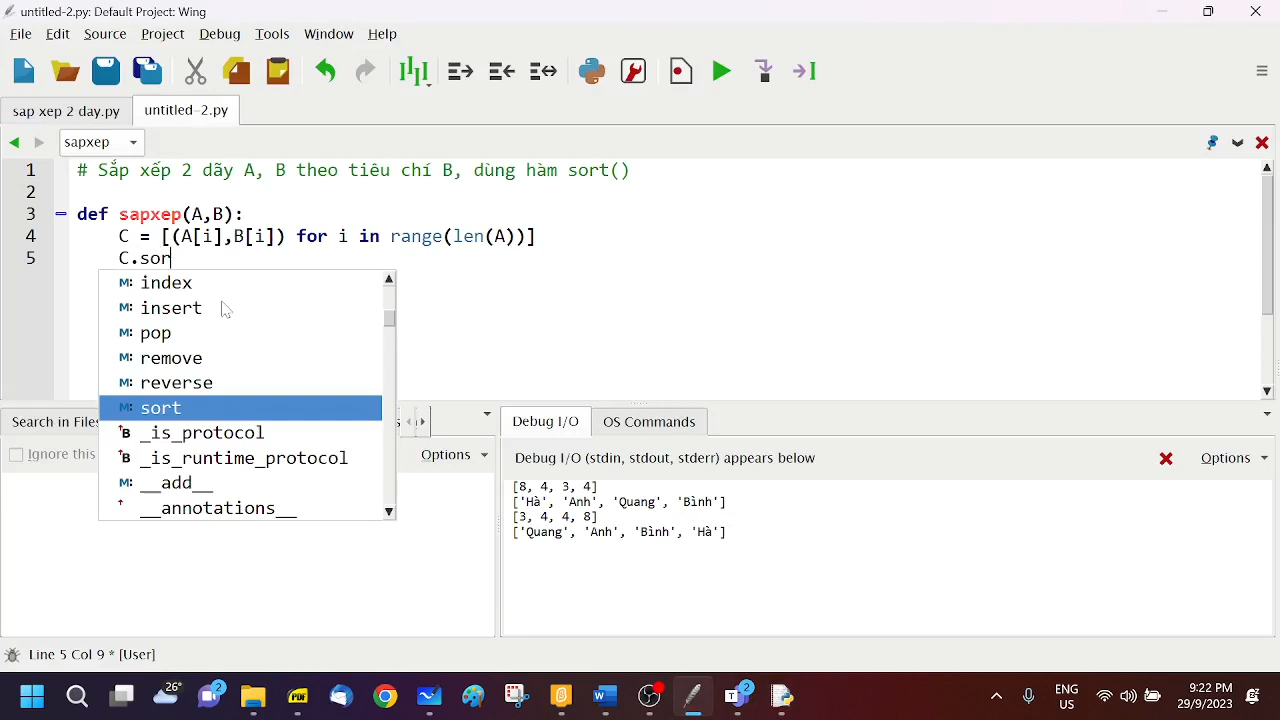 untitled-2.py: Default Project: Wing
File Edit Source Project Debug Tools Window Help
sap xep 2 day.py untitled-2.py
sapxep
1 # Sắp xếp 2 dãy A, B theo tiêu chí B, dùng hàm sort()
2
3 def sapxep(A,B):
4 C = [(A[i],B[i]) for i in range(len(A))]
5 C.sor
index
insert
pop
remove
reverse
sort
_is_protocol
_is_runtime_protocol
__add__
__annotations__
Search in Files
Ignore this
Options
Debug I/O OS Commands
Debug I/O (stdin, stdout, stderr) appears below Options
[8, 4, 3, 4]
['Hà', 'Anh', 'Quang', 'Bình']
[3, 4, 4, 8]
['Quang', 'Anh', 'Bình', 'Hà']
Line 5 Col 9 * [User]
26°
2
PDF
2
ENG
US
9:22 PM
29/9/2023